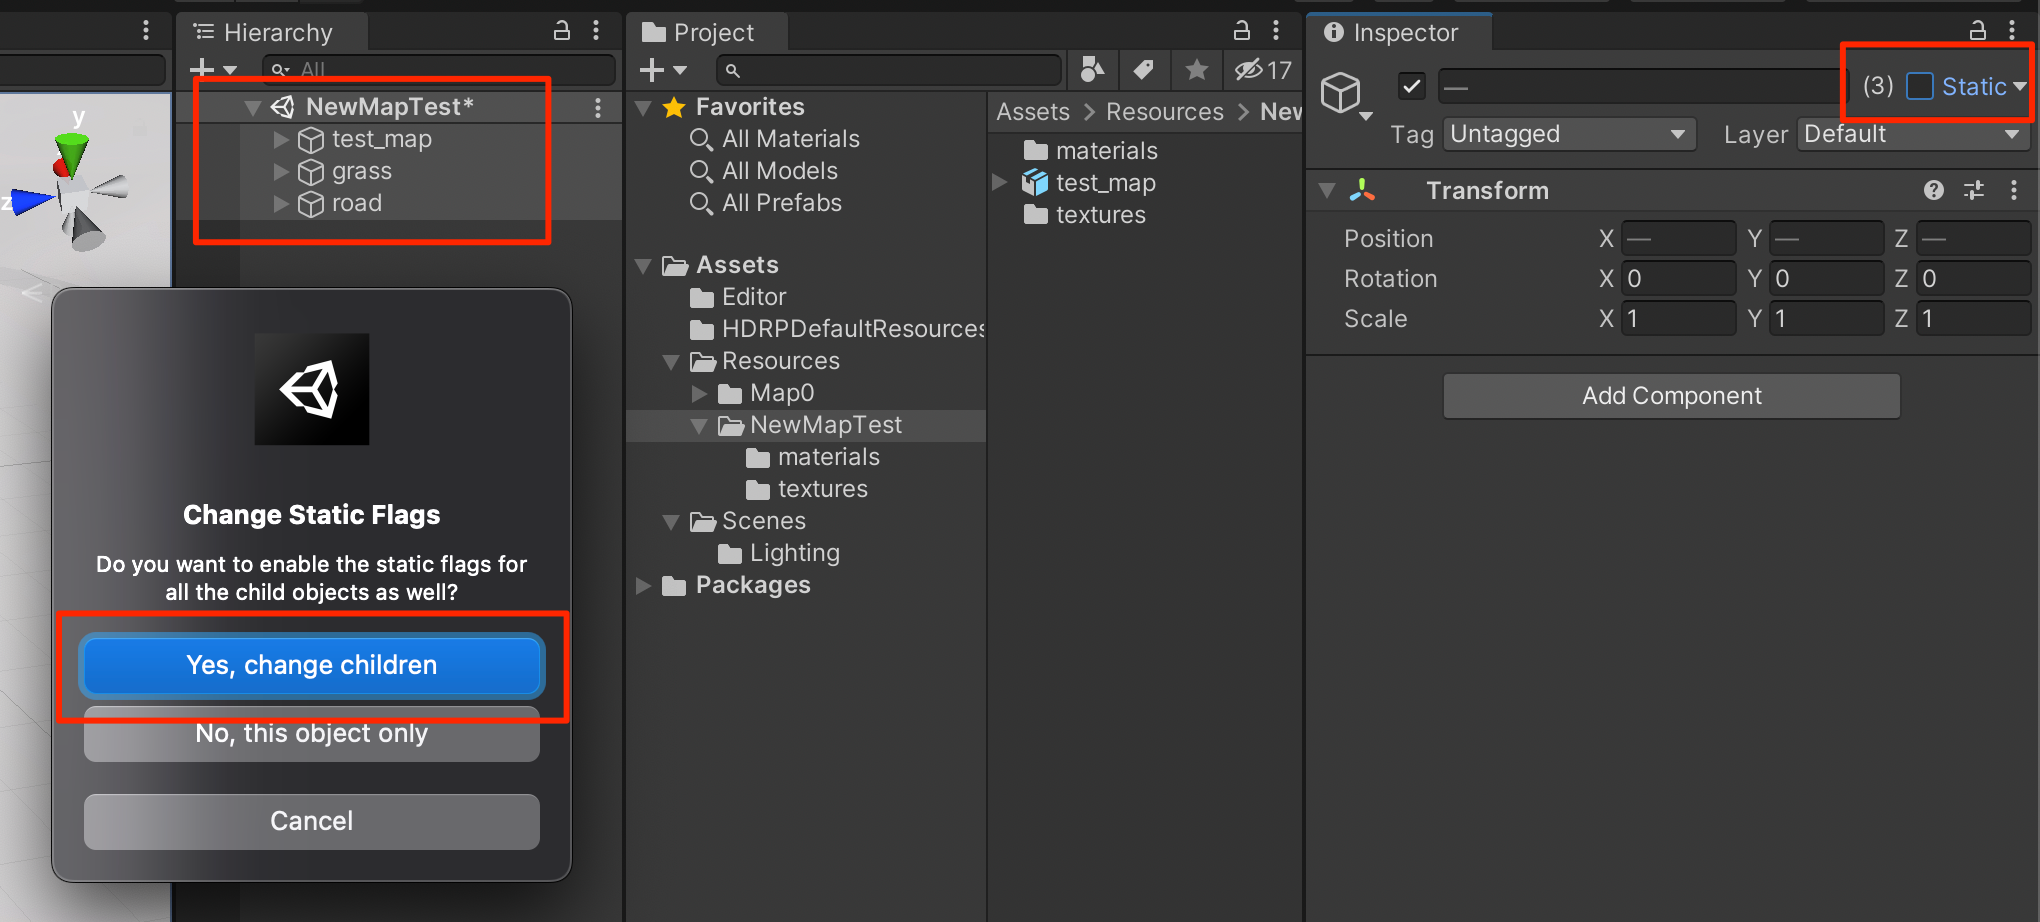 Hierarchy
All
NewMapTest*
test_map
grass
road
y
z
Change Static Flags
Do you want to enable the static flags for
all the child objects as well?
Yes, change children
No, this object only
Cancel
Project
17
Favorites
All Materials
All Models
All Prefabs
Assets
Editor
HDRPDefaultResources
Resources
Map0
NewMapTest
materials
textures
Scenes
Lighting
Packages
Assets > Resources > New
materials
test_map
textures
Inspector
— (3) Static
Tag Untagged Layer Default
Transform
Position X — Y — Z —
Rotation X 0 Y 0 Z 0
Scale X 1 Y 1 Z 1
Add Component